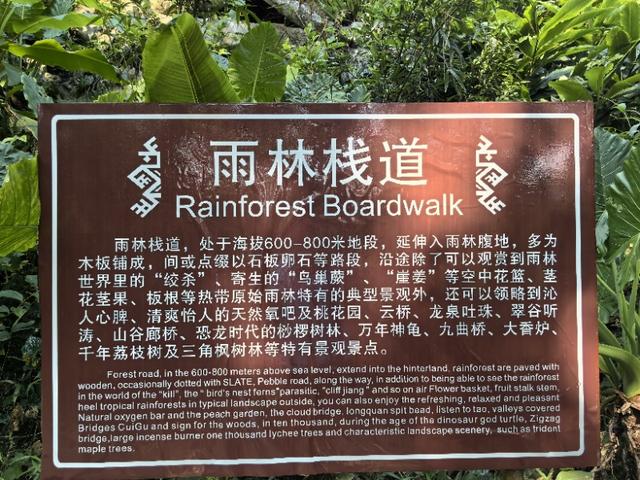 雨林栈道
Rainforest Boardwalk
雨林栈道，处于海拔600-800米地段，延伸入雨林腹地，多为
木板铺成，间或点缀以石板卵石等路段，沿途除了可以观赏到雨林
世界里的“绞杀”、寄生的“鸟巢蕨”、“崖姜”等空中花篮、茎
花茎果、板根等热带原始雨林特有的典型景观外，还可以领略到沁
人心脾、清爽怡人的天然氧吧及桃花园、云桥、龙泉吐珠、翠谷听
涛、山谷廊桥、恐龙时代的桫椤树林、万年神龟、九曲桥、大香炉、
千年荔枝树及三角枫树林等特有景观景点。
Forest road, in the 600-800 meters above sea level, extend into the hinterland, rainforest are paved with
wooden, occasionally dotted with SLATE, Pebble road, along the way, in addition to being able to see the rainforest
in the world of the "kill", the " bird's nest ferns"parasitic, "cliff jiang " and so on air Flower basket, fruit stalk stem,
heel tropical rainforests in typical landscape outside, you can also enjoy the refreshing, relaxed and pleasant
Natural oxygen bar and the peach garden, the cloud bridge, longquan spit bead, listen to tao, valleys covered
Bridges CuiGu and sign for the woods, in ten thousand, during the age of the dinosaur god turtle, Zigzag
bridge,large incense burner one thousand lychee trees and characteristic landscape scenery, such as trident
maple trees.